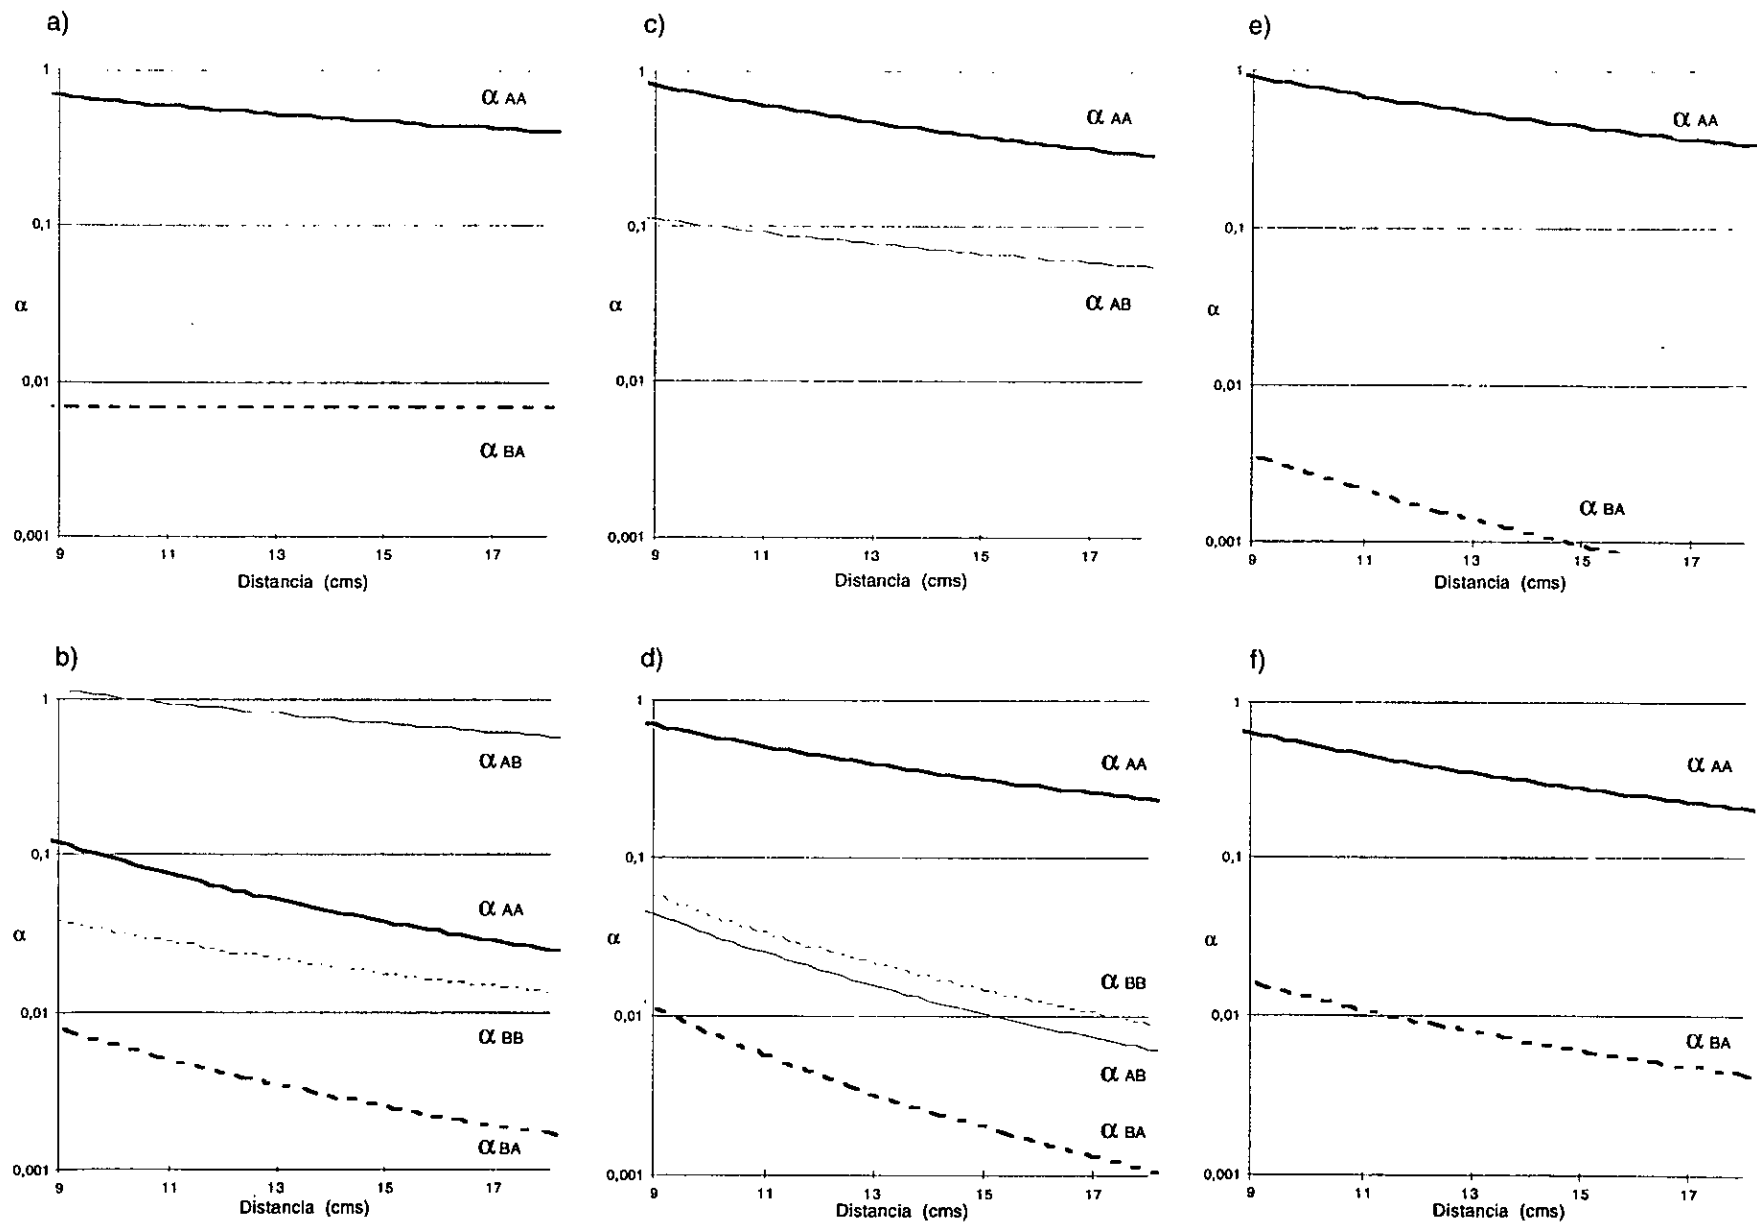 a)
1
α AA
0,1
α
0,01
α BA
0,001
9 11 13 15 17
Distancia (cms)
c)
1
α AA
0,1
α
α AB
0,01
0,001
9 11 13 15 17
Distancia (cms)
e)
1
α AA
0,1
α
0,01
α BA
0,001
9 11 13 15 17
Distancia (cms)
b)
1
α AB
0,1
α AA
α
0,01
α BB
α BA
0,001
9 11 13 15 17
Distancia (cms)
d)
1
α AA
0,1
α
α BB
0,01
α AB
α BA
0,001
9 11 13 15 17
Distancia (cms)
f)
1
α AA
0,1
α
0,01
α BA
0,001
9 11 13 15 17
Distancia (cms)